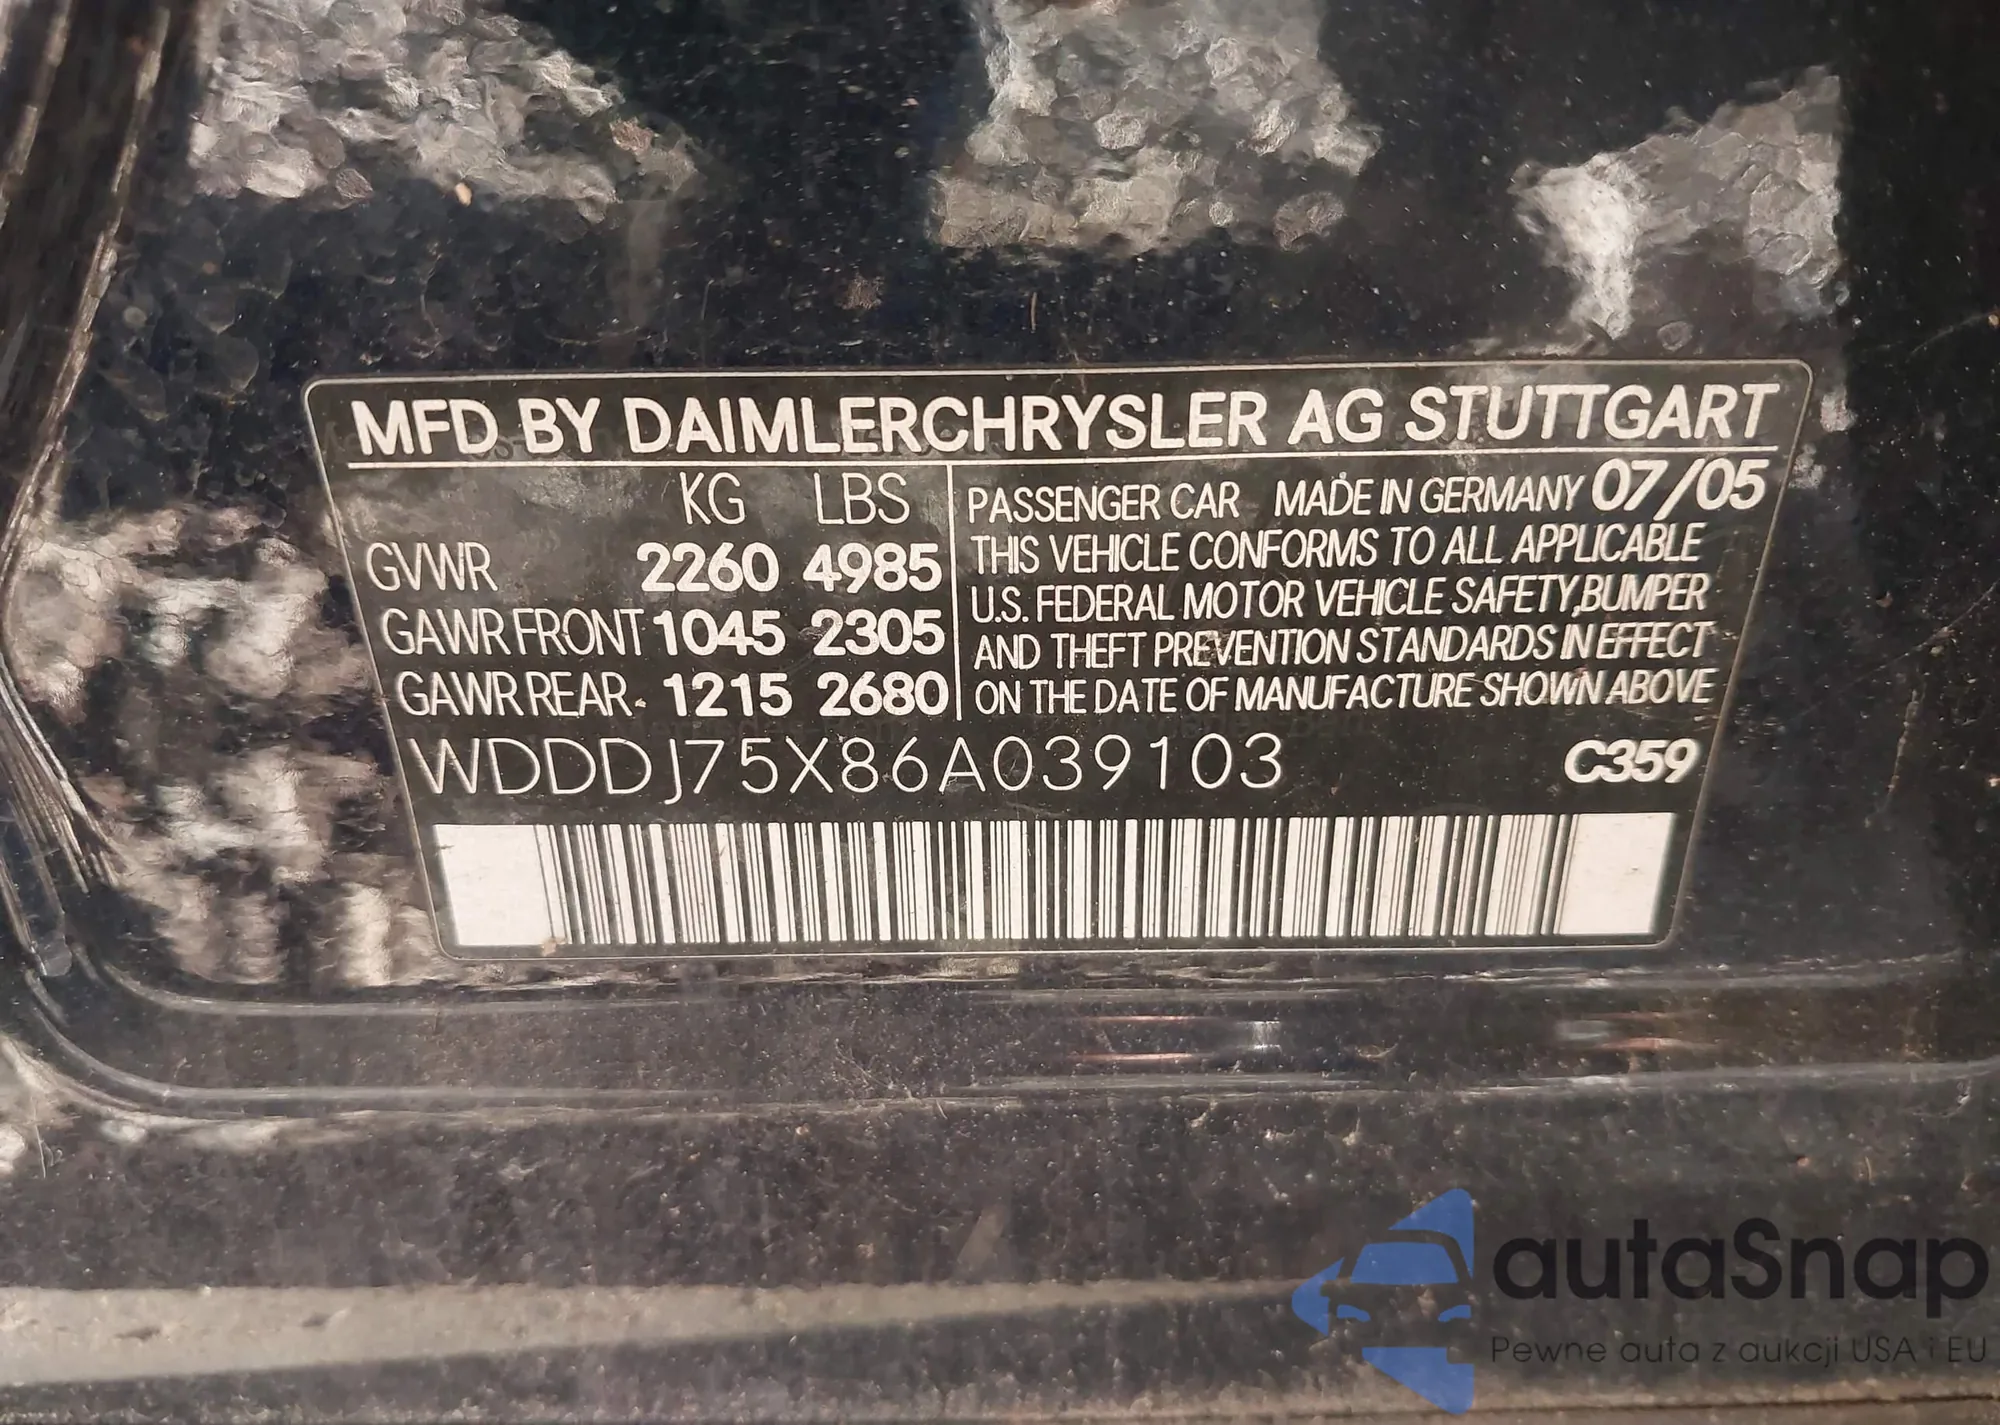 MFD BY DAIMLERCHRYSLER AG STUTTGART
KG LBS
GVWR 2260 4985
GAWR FRONT 1045 2305
GAWR REAR 1215 2680
PASSENGER CAR MADE IN GERMANY 07/05
THIS VEHICLE CONFORMS TO ALL APPLICABLE
U.S. FEDERAL MOTOR VEHICLE SAFETY, BUMPER
AND THEFT PREVENTION STANDARDS IN EFFECT
ON THE DATE OF MANUFACTURE SHOWN ABOVE
WDDDJ75X86A039103 C359
autaSnap
Pewne auta z aukcji USA i EU